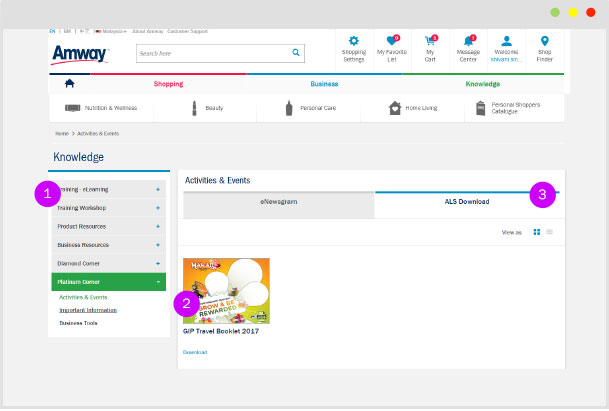 EN | BM | 中文 | Malaysia About Amway Customer Support
Amway™
Search here
Shopping Settings
My Favorite List
My Cart
Message Center
Welcome shivani sin...
Shop Finder
Shopping
Business
Knowledge
Nutrition & Wellness
Beauty
Personal Care
Home Living
Personal Shoppers Catalogue
Home > Activities & Events
Knowledge
1
Training - eLearning +
Training Workshop +
Product Resources +
Business Resources +
Diamond Corner +
Platinum Corner -
Activities & Events
Important Information
Business Tools
Activities & Events
eNewsgram
ALS Download
3
View as
2
GROW & BE
REWARDED
GIP Travel Booklet 2017
Download